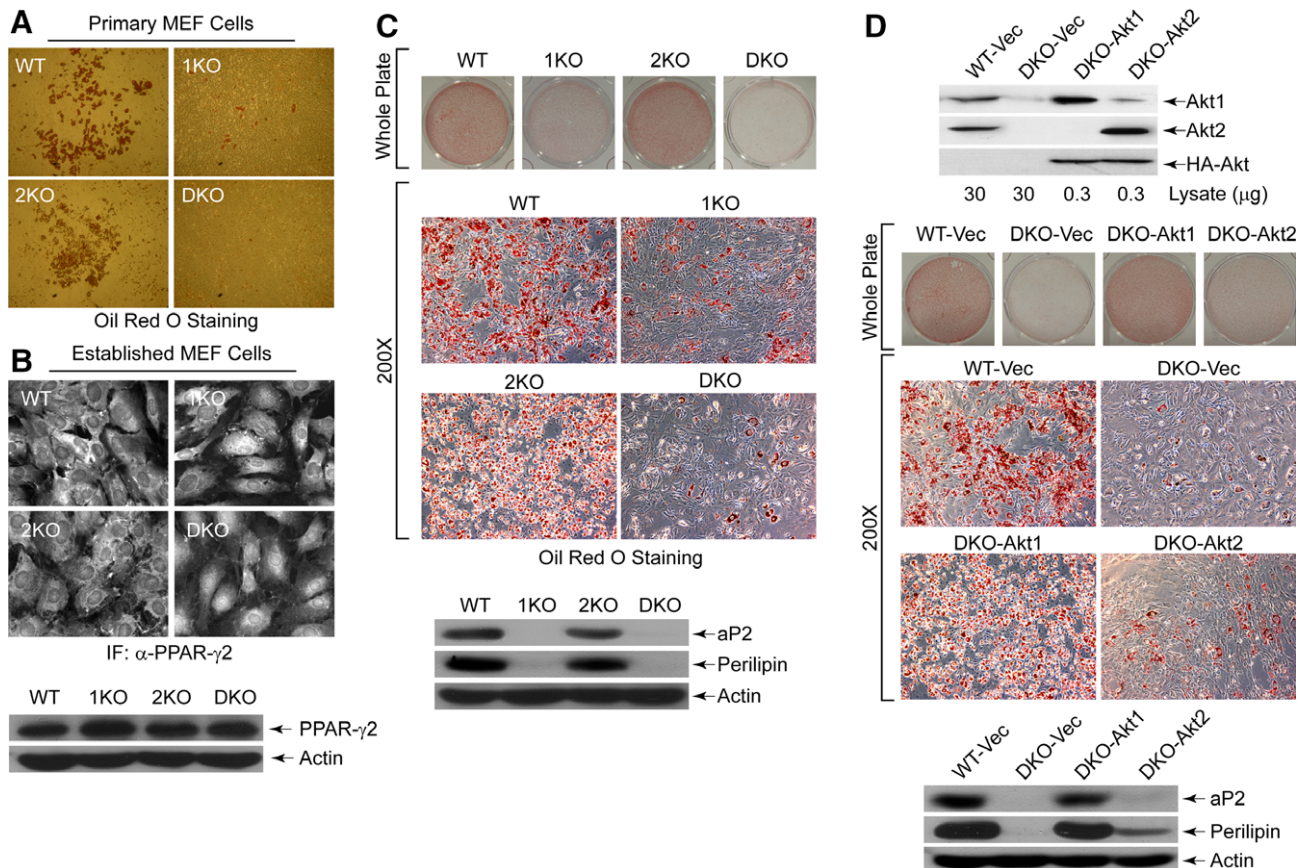 A
Primary MEF Cells
WT
1KO
2KO
DKO
Oil Red O Staining
B
Established MEF Cells
WT
1KO
2KO
DKO
IF: α-PPAR-γ2
WT 1KO 2KO DKO
PPAR-γ2
Actin
C
Whole Plate
WT 1KO 2KO DKO
200X
WT 1KO
2KO DKO
Oil Red O Staining
WT 1KO 2KO DKO
aP2
Perilipin
Actin
D
WT-Vec DKO-Vec DKO-Akt1 DKO-Akt2
Akt1
Akt2
HA-Akt
30 30 0.3 0.3 Lysate (μg)
Whole Plate
WT-Vec DKO-Vec DKO-Akt1 DKO-Akt2
200X
WT-Vec DKO-Vec
DKO-Akt1 DKO-Akt2
WT-Vec DKO-Vec DKO-Akt1 DKO-Akt2
aP2
Perilipin
Actin